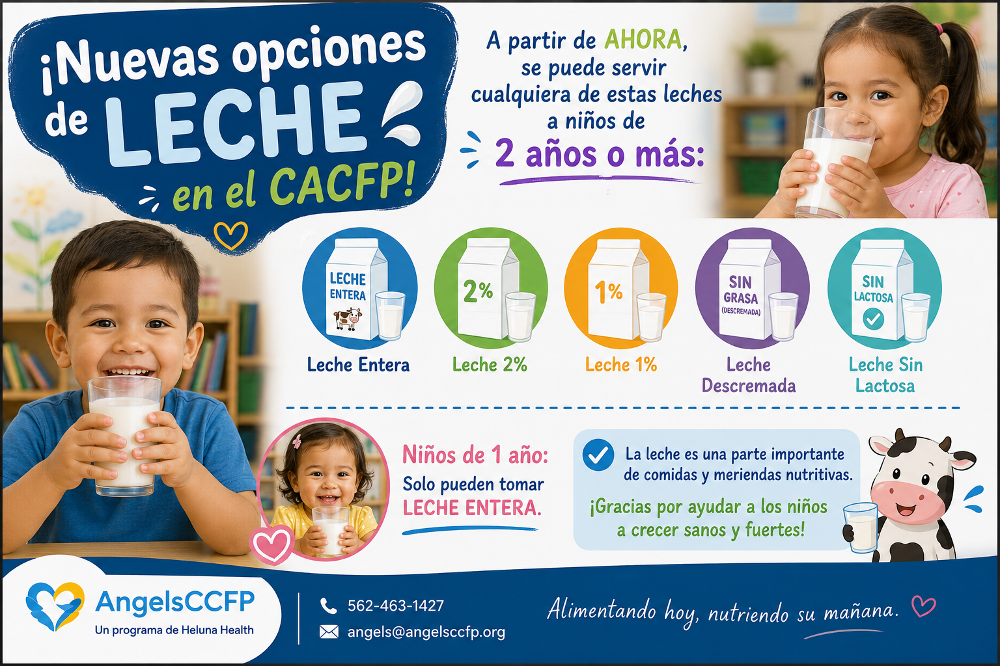 ¡Nuevas opciones
de LECHE
en el CACFP!
A partir de AHORA,
se puede servir
cualquiera de estas leches
a niños de
2 años o más:
LECHE
ENTERA
2%
1%
SIN
GRASA
(DESCREMADA)
SIN
LACTOSA
Leche Entera
Leche 2%
Leche 1%
Leche
Descremada
Leche Sin
Lactosa
Niños de 1 año:
Solo pueden tomar
LECHE ENTERA.
La leche es una parte importante
de comidas y meriendas nutritivas.
¡Gracias por ayudar a los niños
a crecer sanos y fuertes!
AngelsCCFP
Un programa de Heluna Health
562-463-1427
angels@angelsccfp.org
Alimentando hoy, nutriendo su mañana.